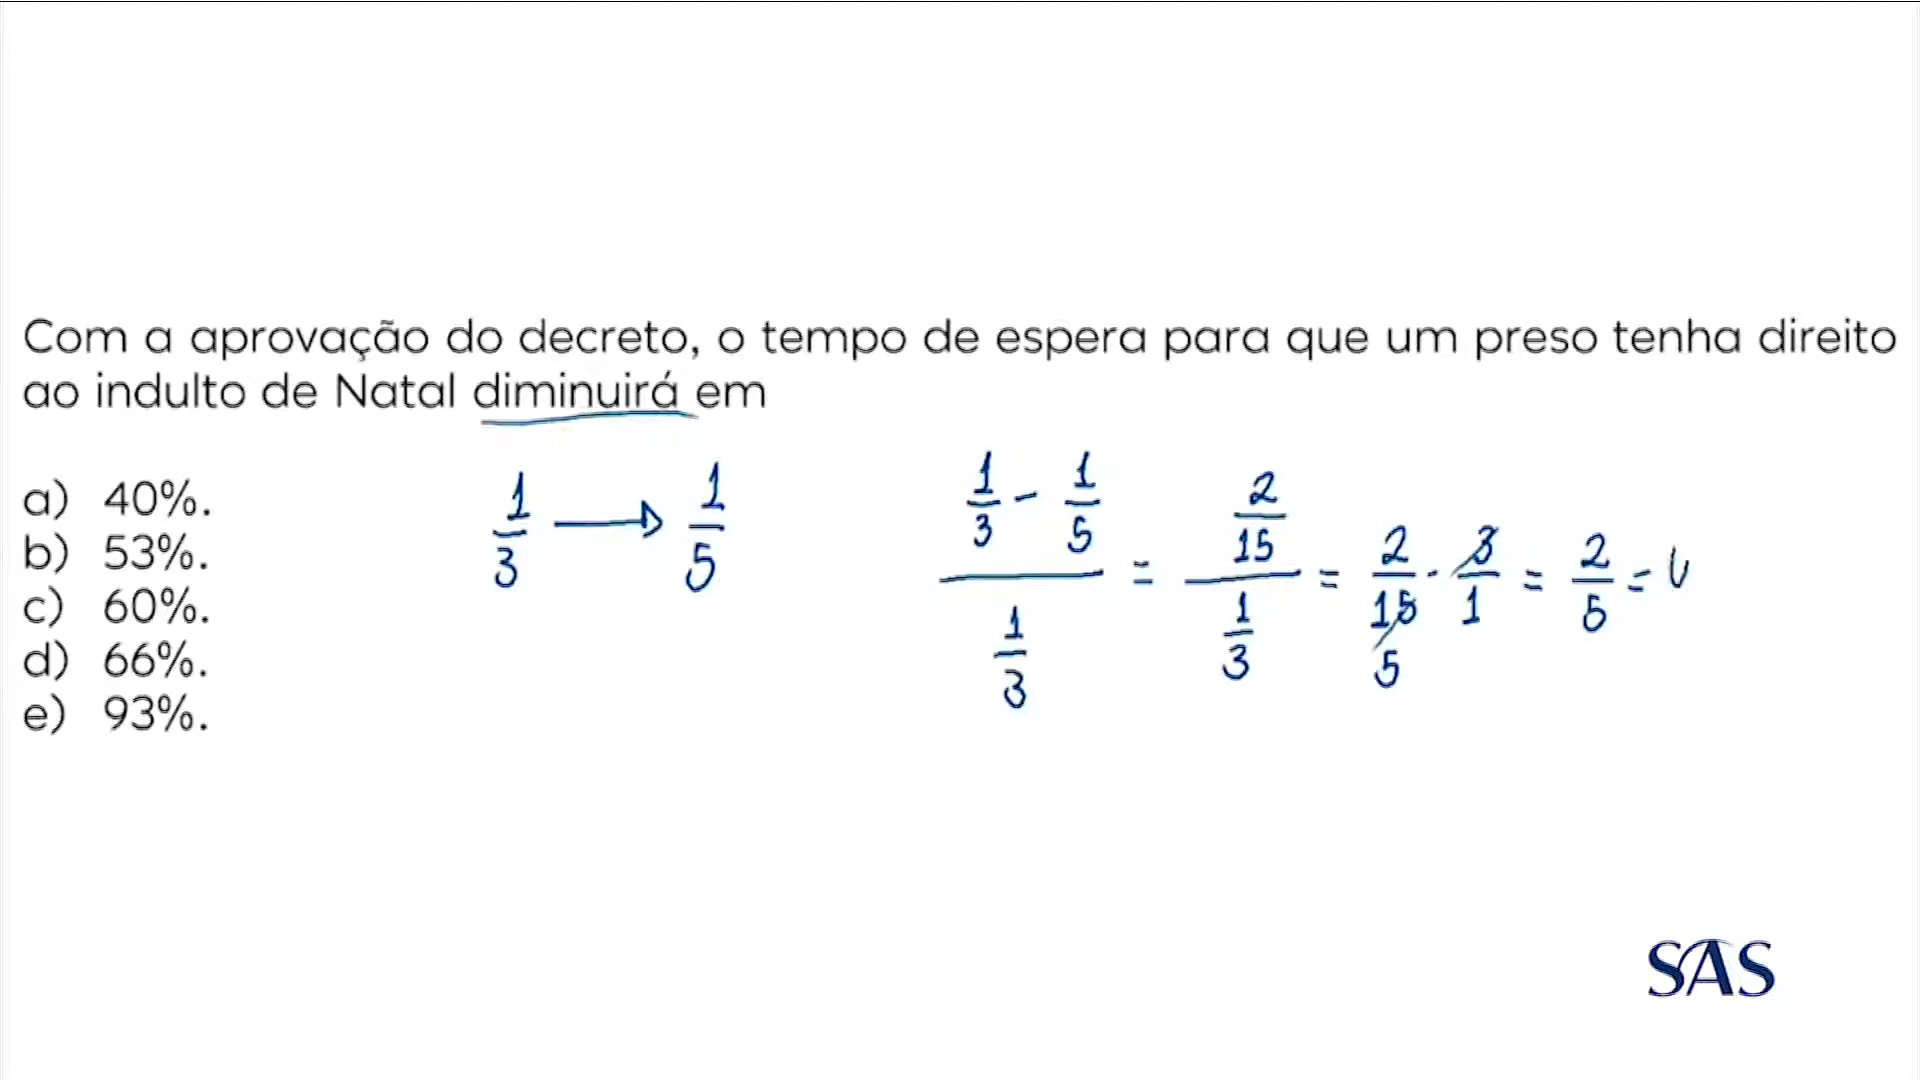 Com a aprovação do decreto, o tempo de espera para que um preso tenha direito
ao indulto de Natal diminuirá em
a) 40%.
b) 53%.
c) 60%.
d) 66%.
e) 93%.
1/3 → 1/5
(1/3 - 1/5)/(1/3) = (2/15)/(1/3) = 2/15 · 3/1 = 2/5 =
5
SAS